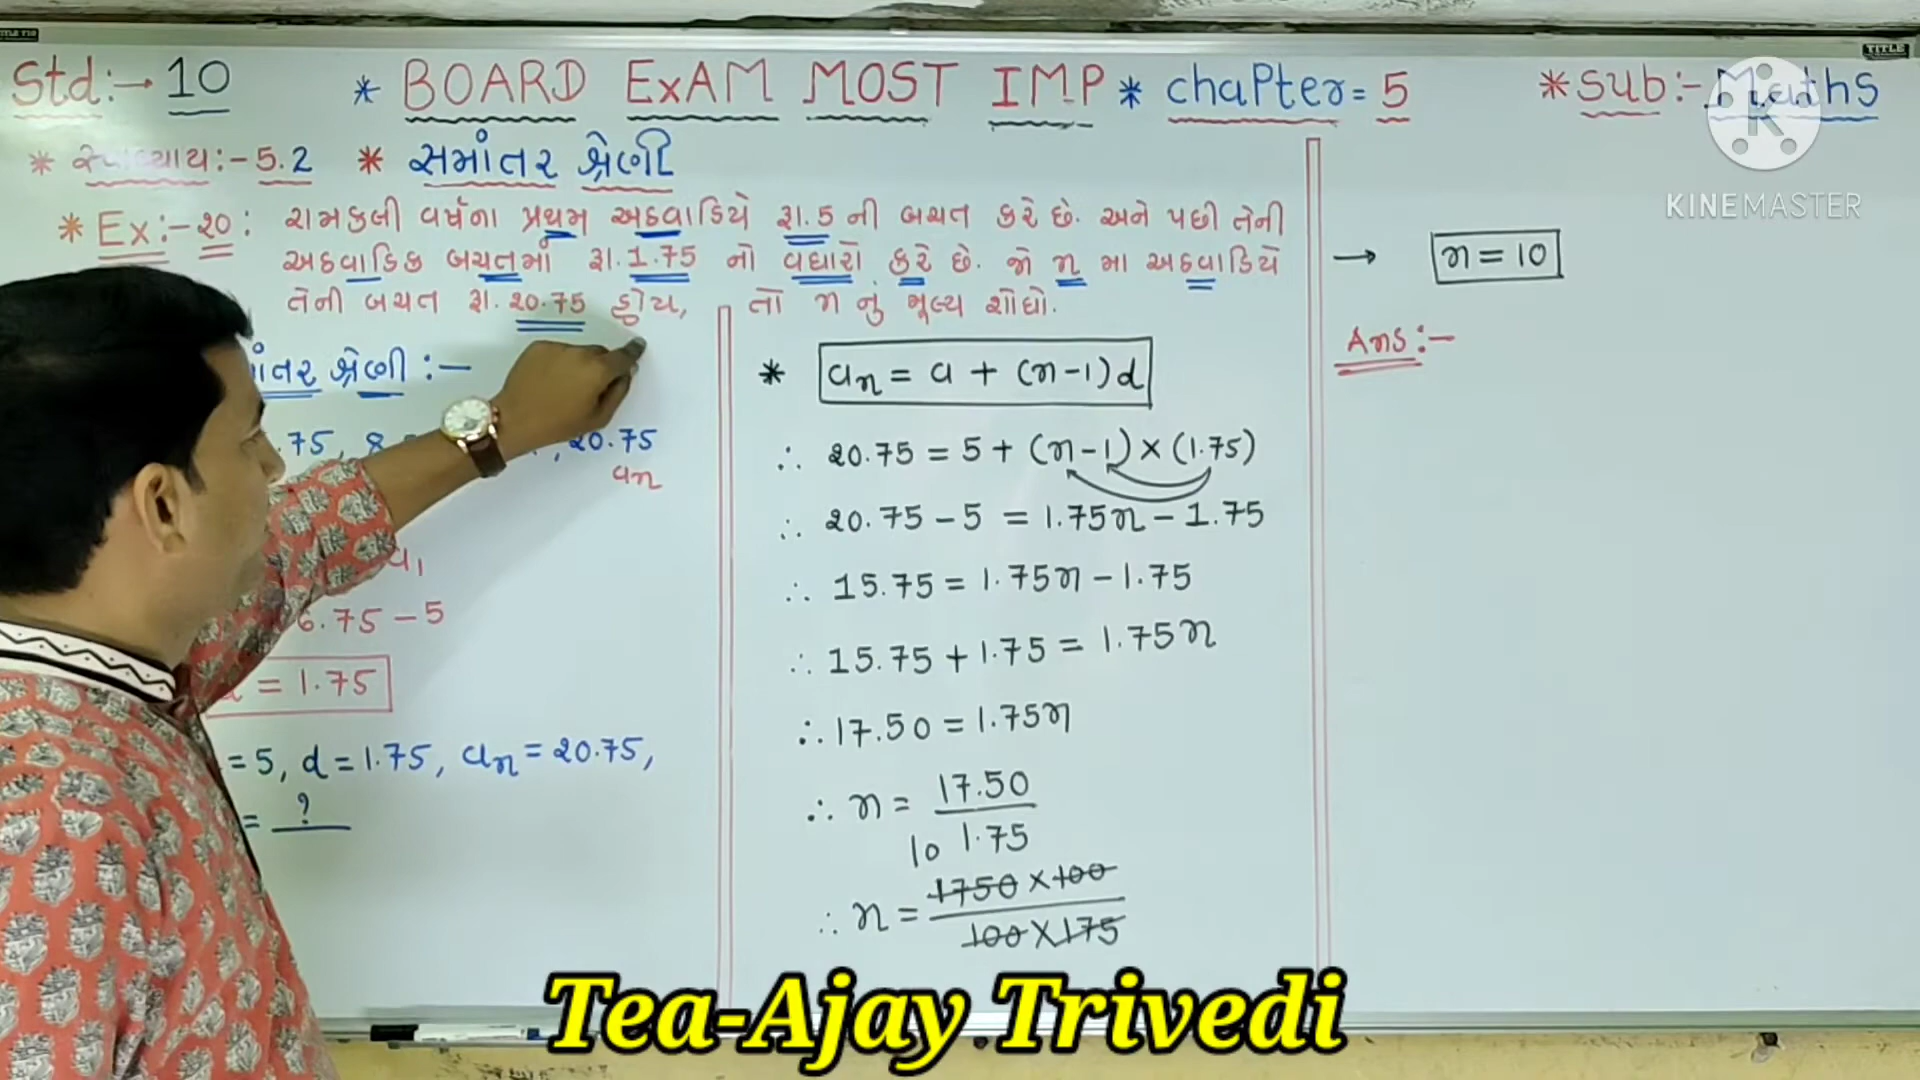 Std:→ 10 * BOARD ExAM MOST IMP * chaPter = 5 * Sub:- Maths
* સ્વાધ્યાય:- 5.2 * સમાંતર શ્રેણી
* Ex:- 20: રામકલી વર્ષના પ્રથમ અઠવાડિયે રૂા. 5 ની બચત કરે છે. અને પછી તેની
અઠવાડિક બચતમાં રૂા. 1.75 નો વધારો કરે છે. જો n મા અઠવાડિયે
તેની બચત રૂા. 20.75 હોય, તો n નું મૂલ્ય શોધો.
શ્રેણી :-
.75, 8 , 20.75
an
a1
6.75 - 5
= 1.75
= 5, d = 1.75, an = 20.75,
= ?
* an = a + (n-1)d
∴ 20.75 = 5 + (n-1) × (1.75)
∴ 20.75 - 5 = 1.75n - 1.75
∴ 15.75 = 1.75n - 1.75
∴ 15.75 + 1.75 = 1.75n
∴ 17.50 = 1.75n
∴ n = 17.50
1.75
10
∴ n = 1750 × 100
100 × 175
→ n = 10
Ans:-
KINEMASTER
TITLE
Tea-Ajay Trivedi